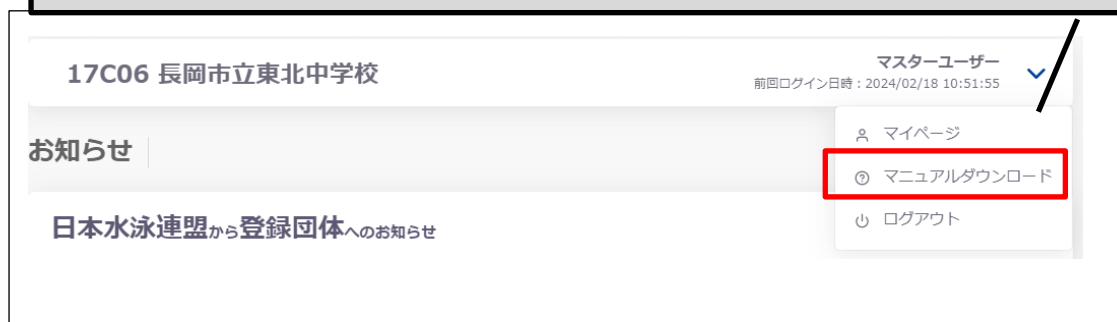 17C06 長岡市立東北中学校
マスターユーザー
前回ログイン日時：2024/02/18 10:51:55
マイページ
お知らせ
マニュアルダウンロード
ログアウト
日本水泳連盟から登録団体へのお知らせ